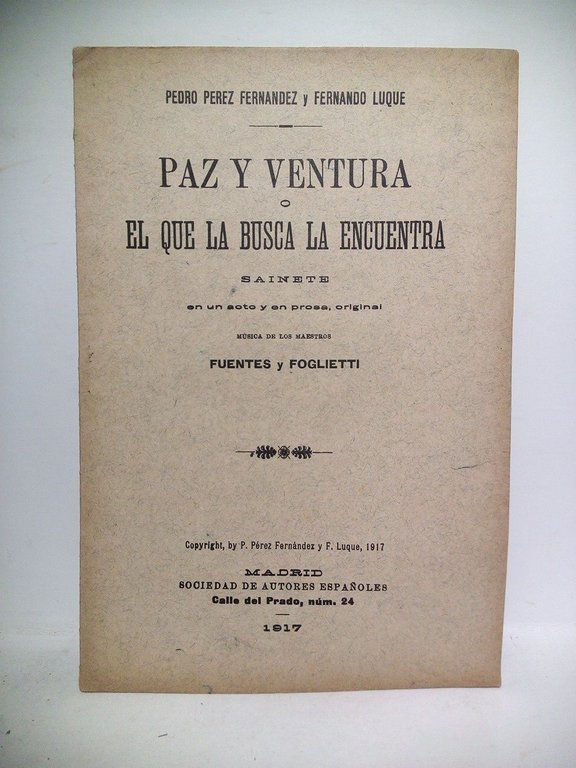 PEDRO PEREZ FERNANDEZ y FERNANDO LUQUE
PAZ Y VENTURA
O
EL QUE LA BUSCA LA ENCUENTRA
SAINETE
en un acto y en prosa, original
MÚSICA DE LOS MAESTROS
FUENTES y FOGLIETTI
Copyright, by P. Pérez Fernández y F. Luque, 1917
MADRID
SOCIEDAD DE AUTORES ESPAÑOLES
Calle del Prado, núm. 24
1917